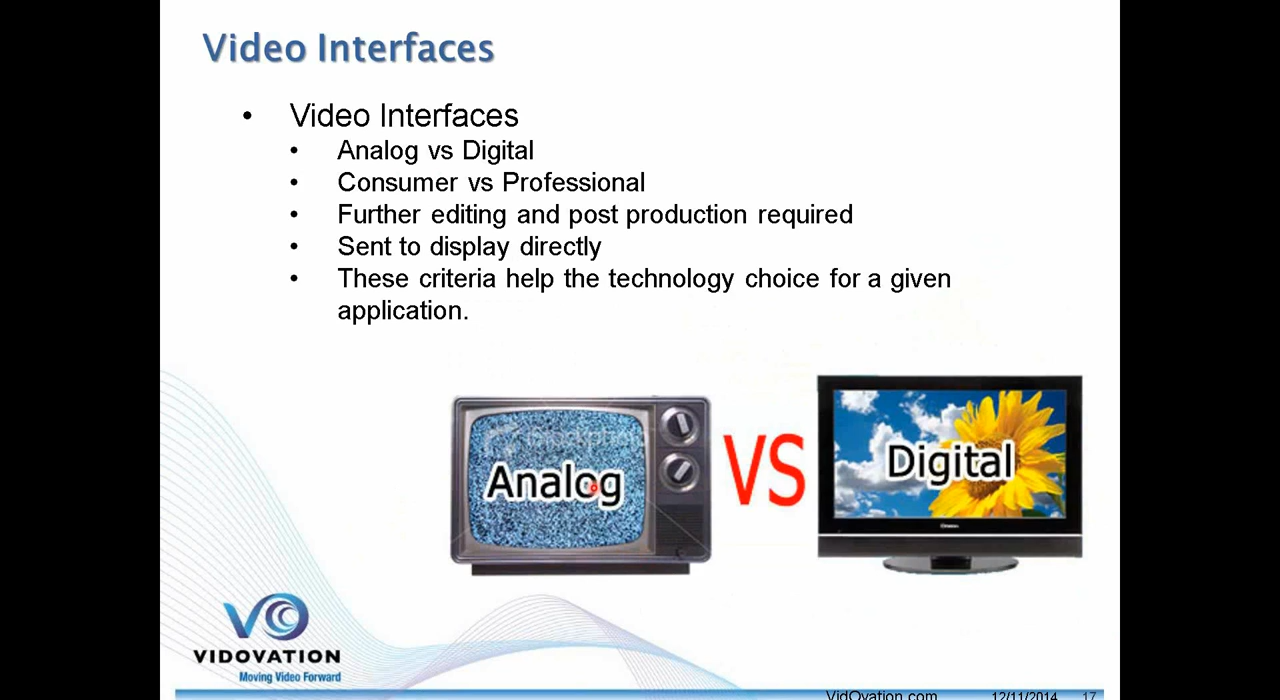 Video Interfaces
• Video Interfaces
• Analog vs Digital
• Consumer vs Professional
• Further editing and post production required
• Sent to display directly
• These criteria help the technology choice for a given
application.
Analog
VS
Digital
VO
VIDOVATION
Moving Video Forward
VidOvation.com 12/11/2014 17